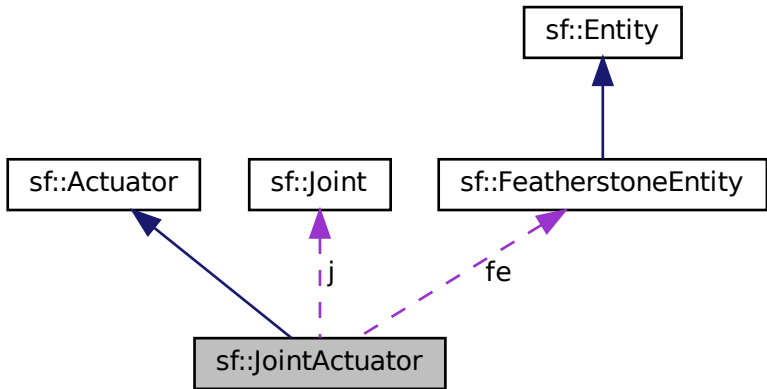 sf::Entity
sf::Actuator
sf::Joint
sf::FeatherstoneEntity
j
fe
sf::JointActuator